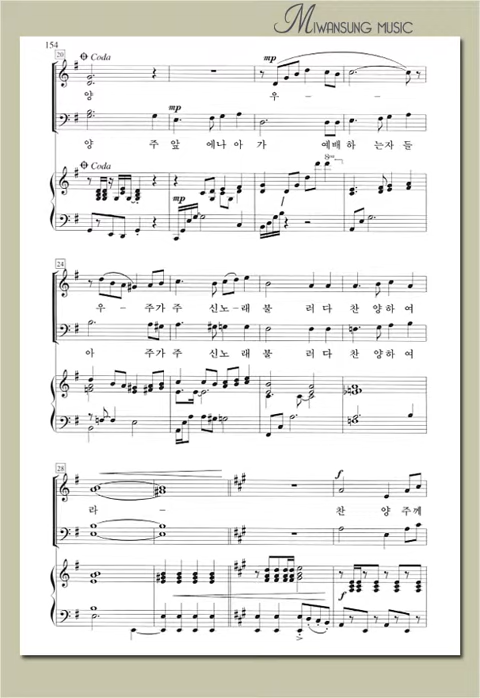 MIWANSUNG MUSIC
154
20
Coda
mp
양 우 - -
mp
양 주앞 에나아가 예배하 는자들
Coda
8va
mp
24
우 - 주가주 신노-래불 러다 찬양하여
아 주가주 신노래불 러다 찬양하여
28
f
라 - 찬 양주께
f